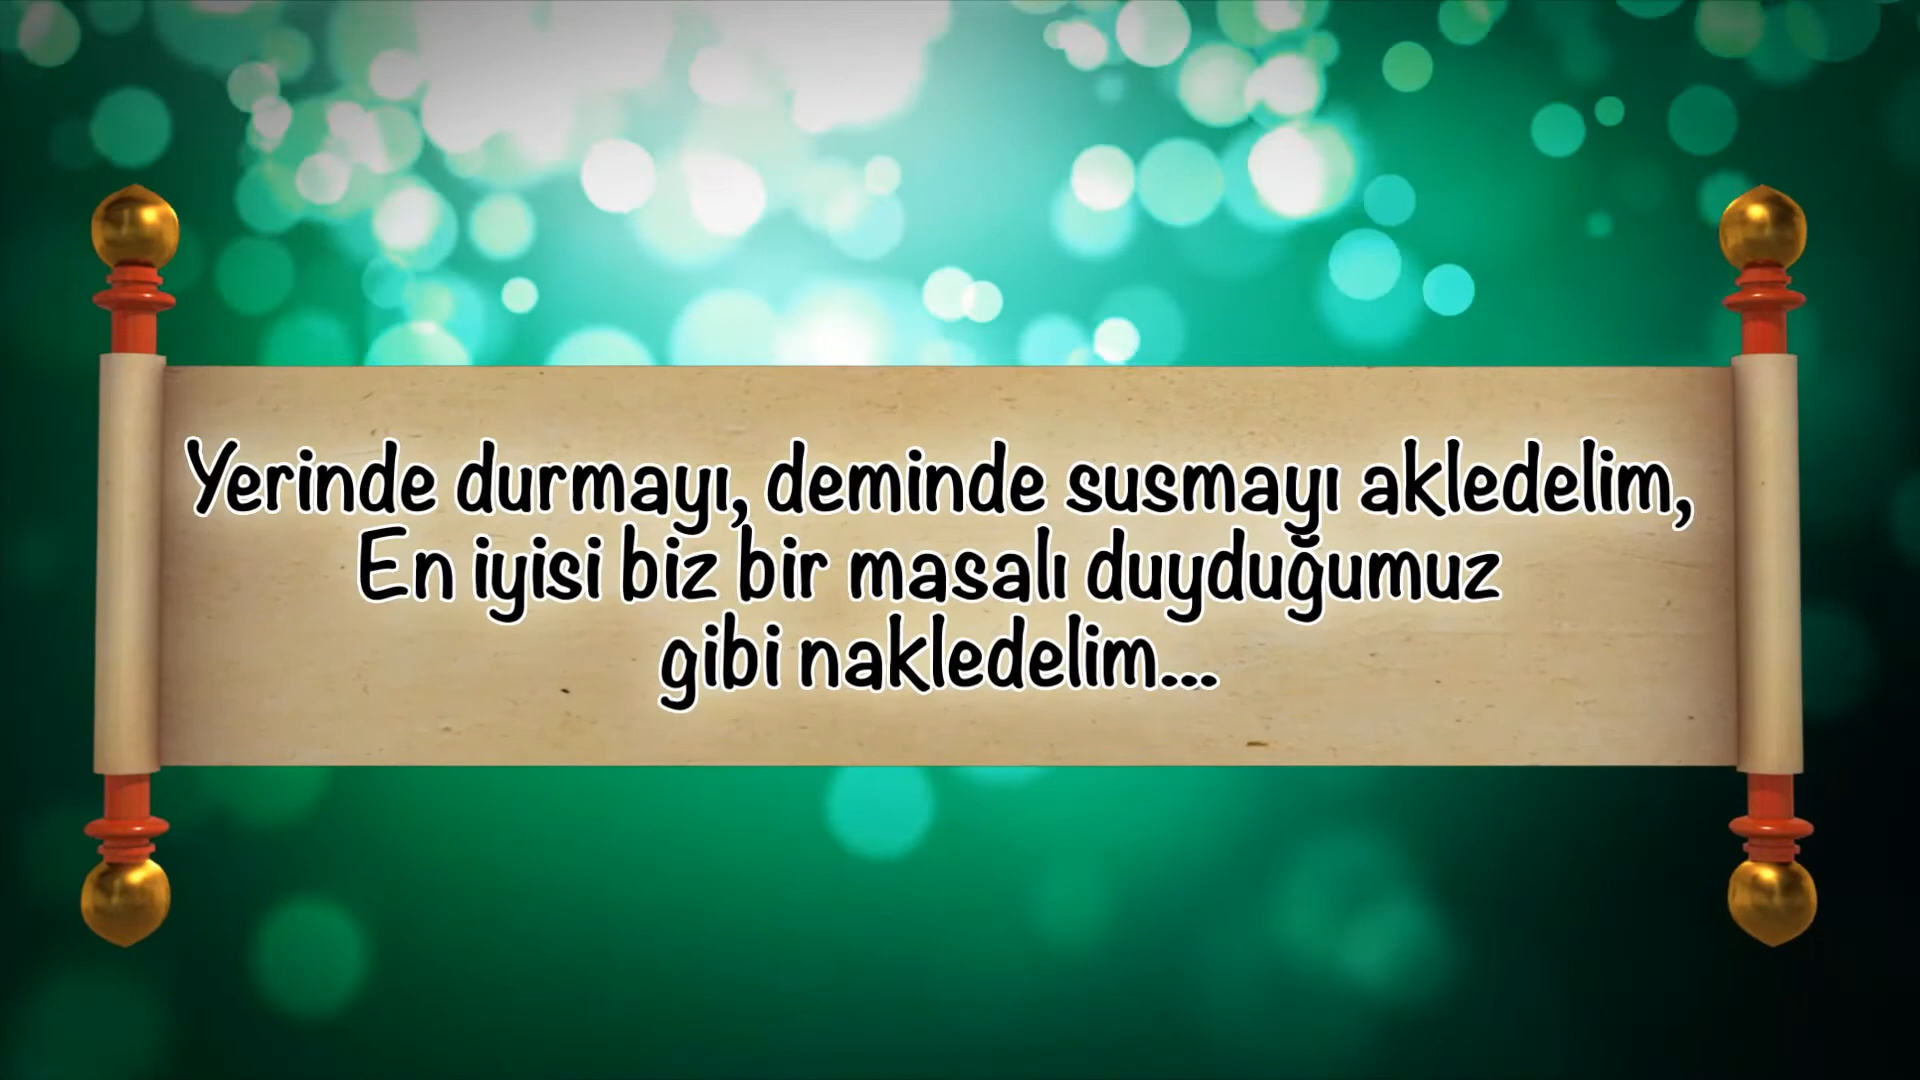 Yerinde durmayı, deminde susmayı akledelim,
En iyisi biz bir masalı duyduğumuz
gibi nakledelim...